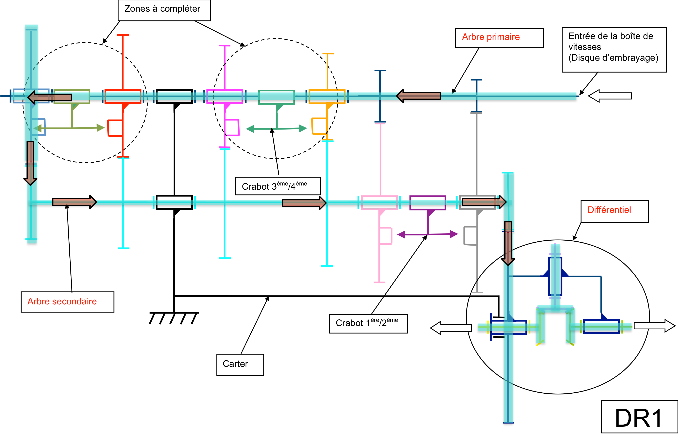 Zones à compléter
Arbre primaire
Entrée de la boîte de
vitesses
(Disque d'embrayage)
Crabot 3ème/4ème
Différentiel
Arbre secondaire
Crabot 1ère/2ème
Carter
DR1